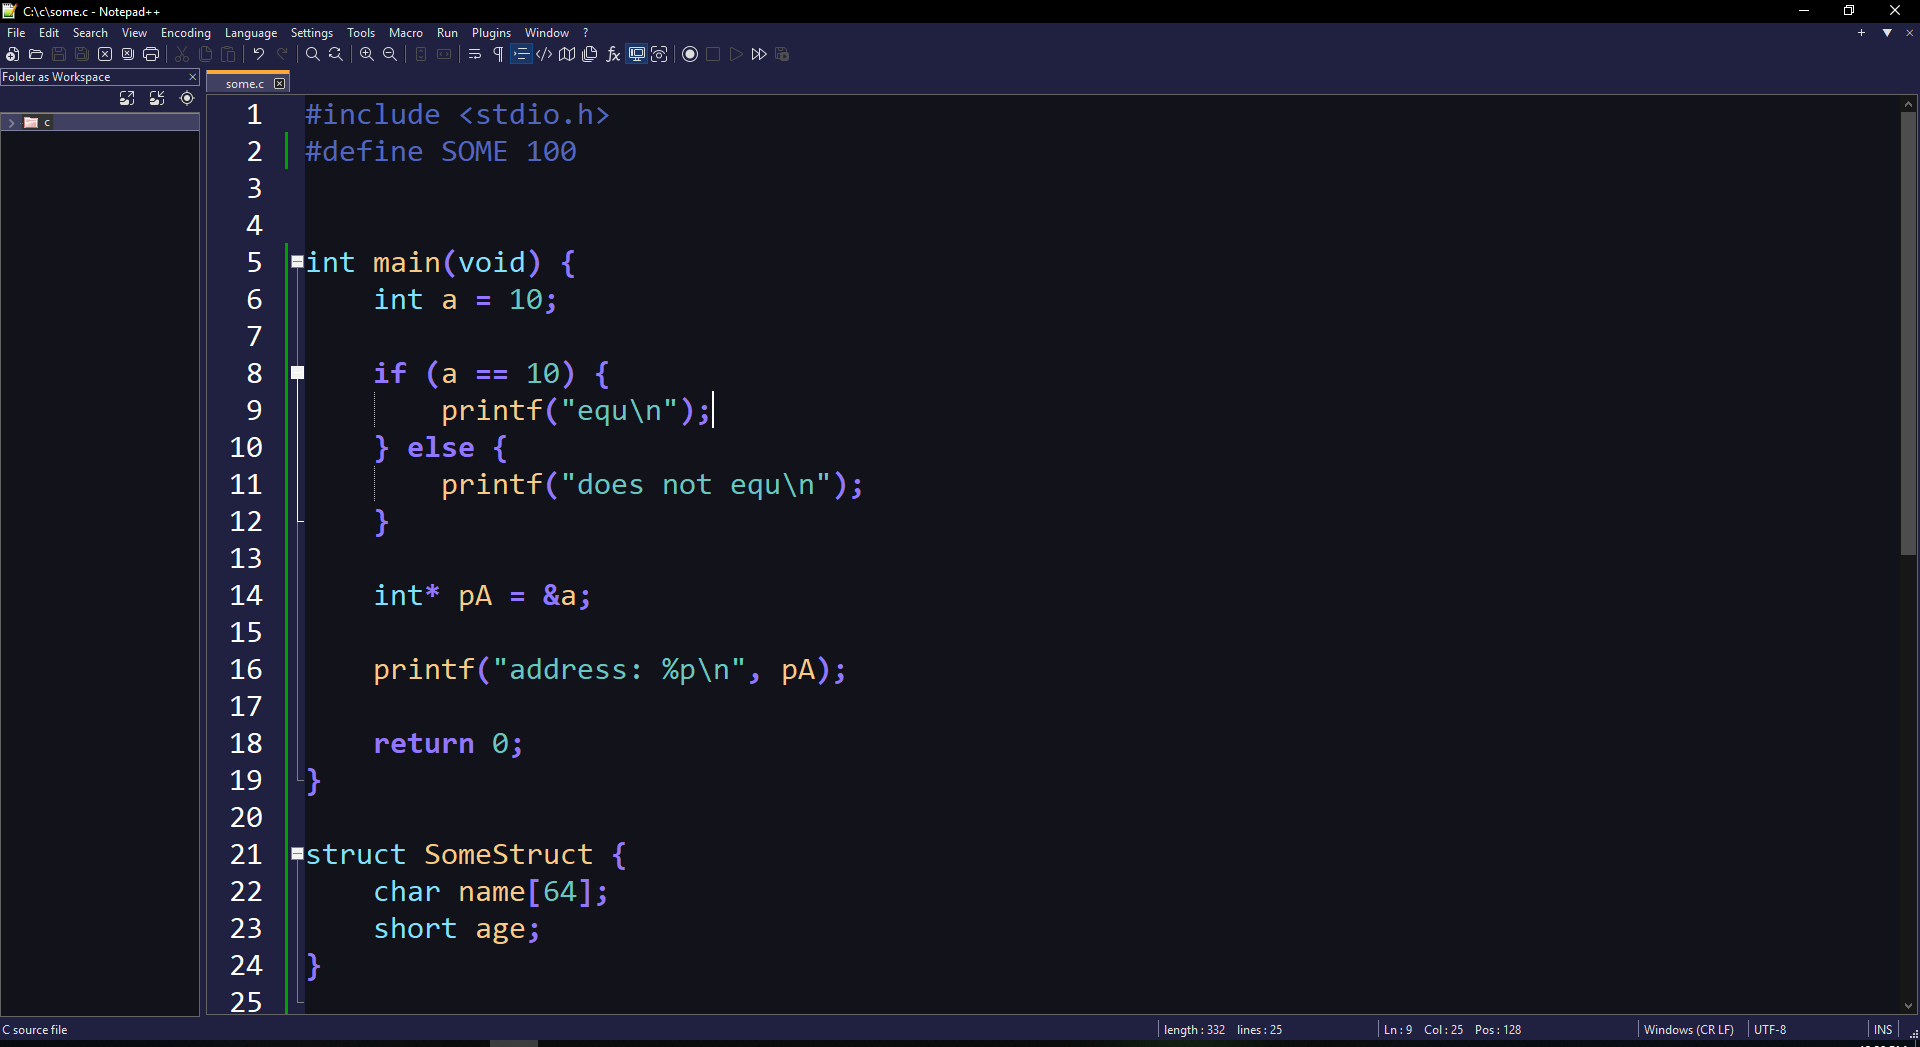 C:\c\some.c - Notepad++
File Edit Search View Encoding Language Settings Tools Macro Run Plugins Window ?
Folder as Workspace
some.c
c
1 #include <stdio.h>
2 #define SOME 100
3
4
5 int main(void) {
6 int a = 10;
7
8 if (a == 10) {
9 printf("equ\n");
10 } else {
11 printf("does not equ\n");
12 }
13
14 int* pA = &a;
15
16 printf("address: %p\n", pA);
17
18 return 0;
19 }
20
21 struct SomeStruct {
22 char name[64];
23 short age;
24 }
25
C source file length : 332 lines : 25 Ln : 9 Col : 25 Pos : 128 Windows (CR LF) UTF-8 INS